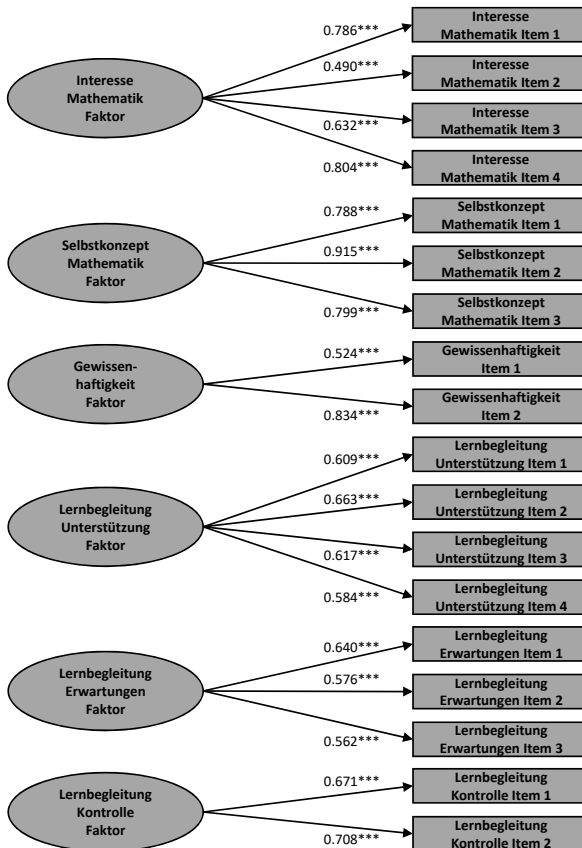 Interesse
Mathematik
Faktor
0.786***
0.490***
0.632***
0.804***
Interesse
Mathematik Item 1
Interesse
Mathematik Item 2
Interesse
Mathematik Item 3
Interesse
Mathematik Item 4
Selbstkonzept
Mathematik
Faktor
0.788***
0.915***
0.799***
Selbstkonzept
Mathematik Item 1
Selbstkonzept
Mathematik Item 2
Selbstkonzept
Mathematik Item 3
Gewissen-
haftigkeit
Faktor
0.524***
0.834***
Gewissenhaftigkeit
Item 1
Gewissenhaftigkeit
Item 2
Lernbegleitung
Unterstützung
Faktor
0.609***
0.663***
0.617***
0.584***
Lernbegleitung
Unterstützung Item 1
Lernbegleitung
Unterstützung Item 2
Lernbegleitung
Unterstützung Item 3
Lernbegleitung
Unterstützung Item 4
Lernbegleitung
Erwartungen
Faktor
0.640***
0.576***
0.562***
Lernbegleitung
Erwartungen Item 1
Lernbegleitung
Erwartungen Item 2
Lernbegleitung
Erwartungen Item 3
Lernbegleitung
Kontrolle
Faktor
0.671***
0.708***
Lernbegleitung
Kontrolle Item 1
Lernbegleitung
Kontrolle Item 2